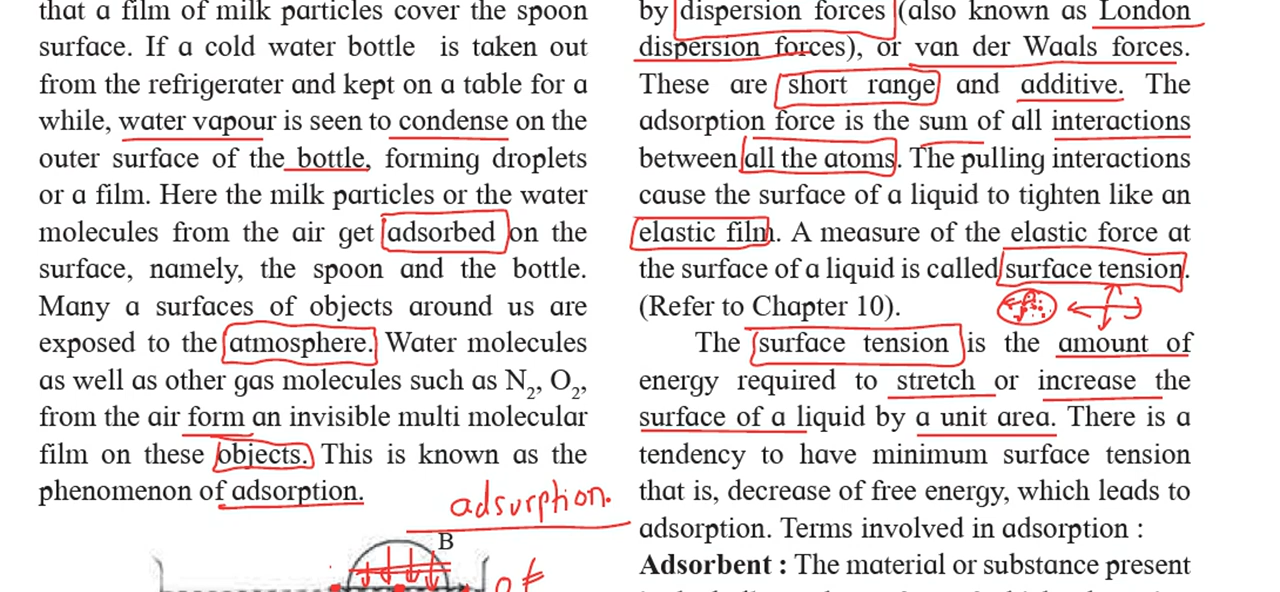 that a film of milk particles cover the spoon
surface. If a cold water bottle is taken out
from the refrigerater and kept on a table for a
while, water vapour is seen to condense on the
outer surface of the bottle, forming droplets
or a film. Here the milk particles or the water
molecules from the air get adsorbed on the
surface, namely, the spoon and the bottle.
Many a surfaces of objects around us are
exposed to the atmosphere. Water molecules
as well as other gas molecules such as N₂, O₂,
from the air form an invisible multi molecular
film on these objects. This is known as the
phenomenon of adsorption.
adsurption.
B
by dispersion forces (also known as London
dispersion forces), or van der Waals forces.
These are short range and additive. The
adsorption force is the sum of all interactions
between all the atoms. The pulling interactions
cause the surface of a liquid to tighten like an
elastic film. A measure of the elastic force at
the surface of a liquid is called surface tension.
(Refer to Chapter 10).
The surface tension is the amount of
energy required to stretch or increase the
surface of a liquid by a unit area. There is a
tendency to have minimum surface tension
that is, decrease of free energy, which leads to
adsorption. Terms involved in adsorption :
Adsorbent : The material or substance present